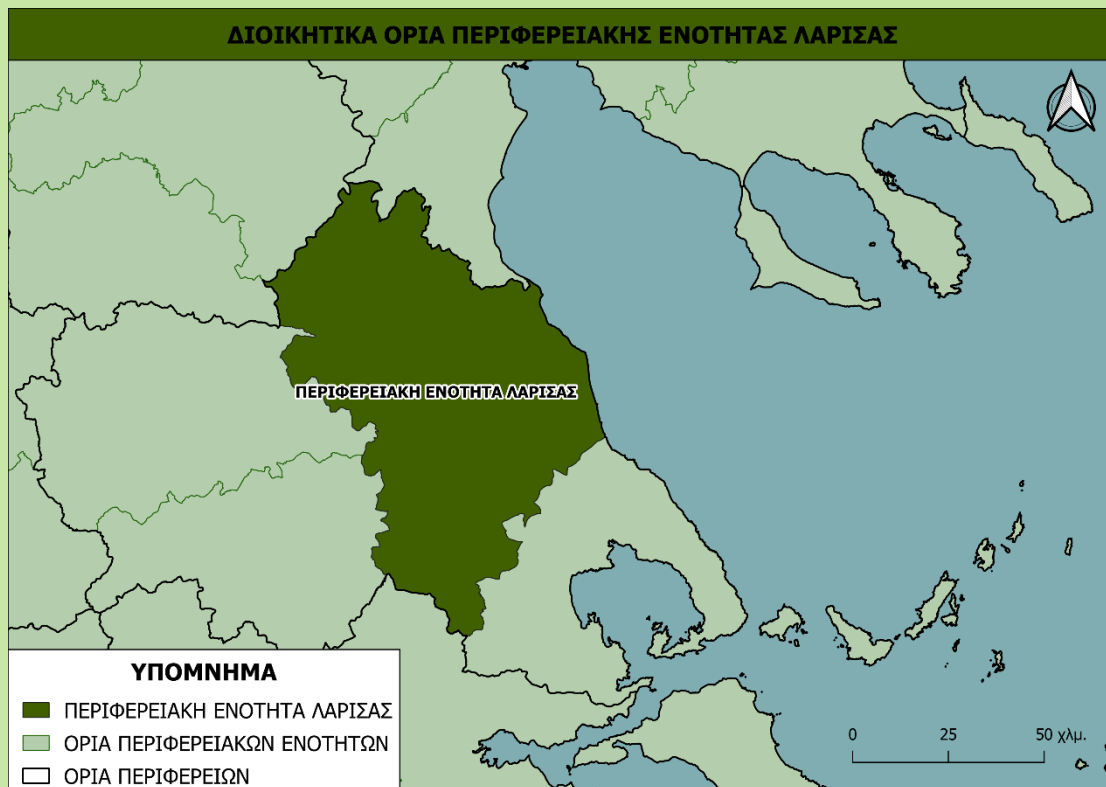 ΔΙΟΙΚΗΤΙΚΑ ΟΡΙΑ ΠΕΡΙΦΕΡΕΙΑΚΗΣ ΕΝΟΤΗΤΑΣ ΛΑΡΙΣΑΣ
ΠΕΡΙΦΕΡΕΙΑΚΗ ΕΝΟΤΗΤΑ ΛΑΡΙΣΑΣ
ΥΠΟΜΝΗΜΑ
ΠΕΡΙΦΕΡΕΙΑΚΗ ΕΝΟΤΗΤΑ ΛΑΡΙΣΑΣ
ΟΡΙΑ ΠΕΡΙΦΕΡΕΙΑΚΩΝ ΕΝΟΤΗΤΩΝ
ΟΡΙΑ ΠΕΡΙΦΕΡΕΙΩΝ
0 25 50 χλμ.